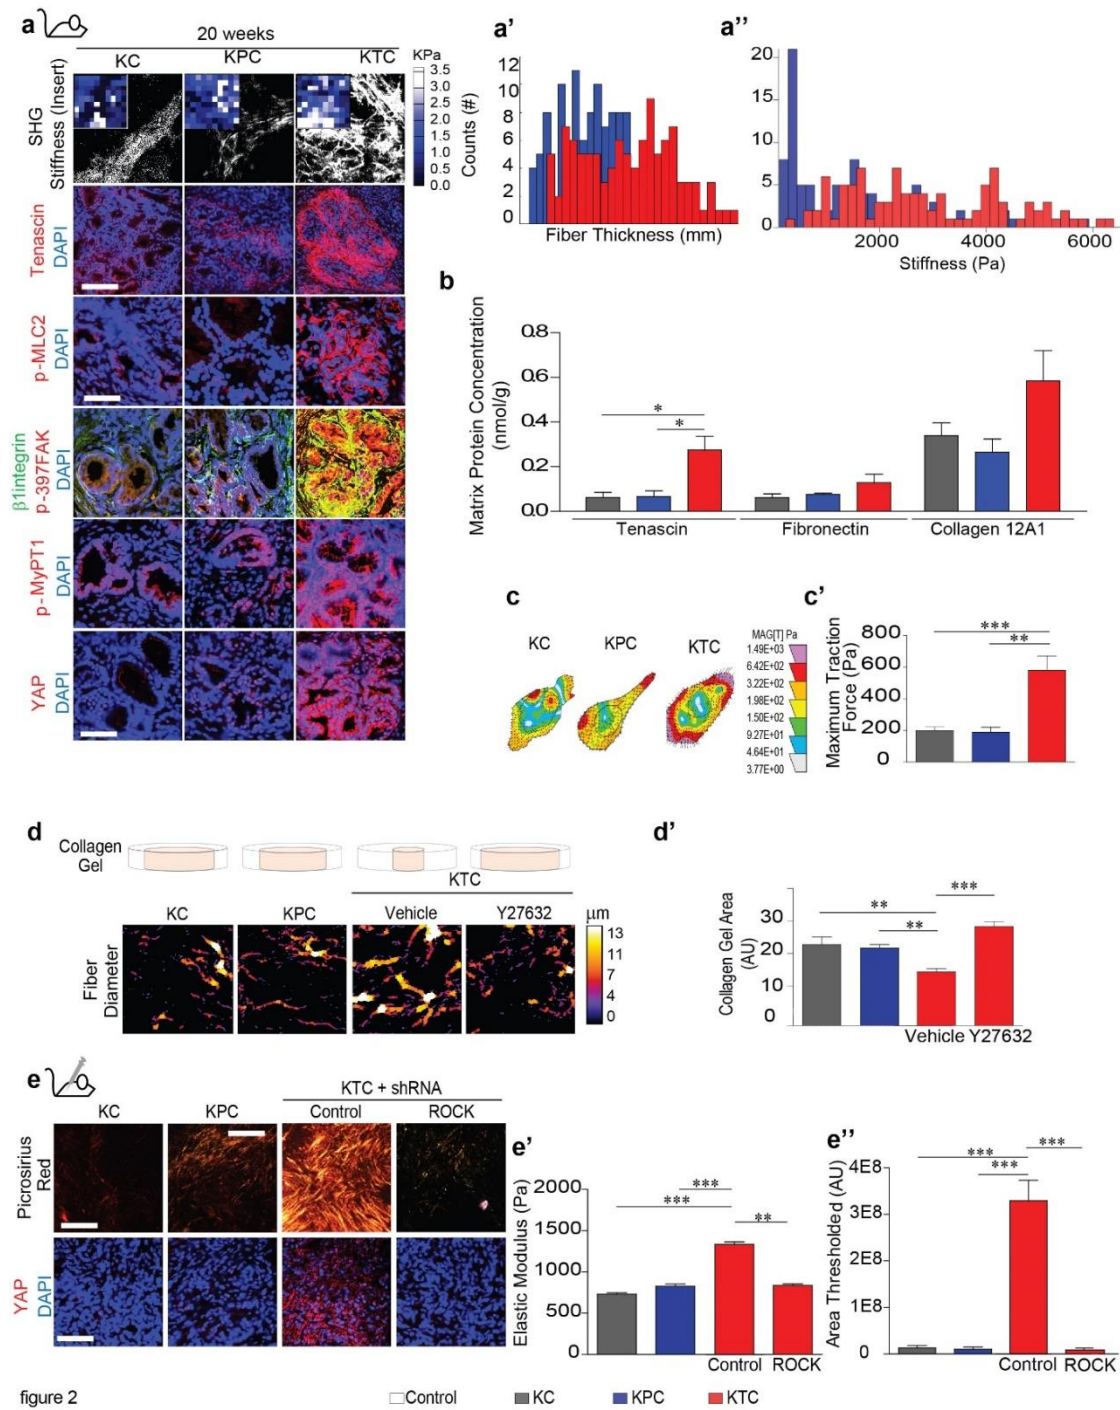 a
20 weeks
KC
KPC
KTC
KPa
3.5
3.0
2.5
2.0
1.5
1.0
0.5
0.0
SHG
Stiffness (Insert)
Tenascin
DAPI
p-MLC2
DAPI
β1integrin
p-397FAK
DAPI
p-MyPT1
DAPI
YAP
DAPI
a'
Counts (#)
12
10
8
6
4
2
0
Fiber Thickness (mm)
a''
20
15
10
5
0
2000 4000 6000
Stiffness (Pa)
b
Matrix Protein Concentration
(nmol/g)
0.8
0.6
0.4
0.2
0.0
*
*
Tenascin
Fibronectin
Collagen 12A1
c
KC
KPC
KTC
MAG[T] Pa
1.49E+03
6.42E+02
3.22E+02
1.98E+02
1.50E+02
9.27E+01
4.64E+01
3.77E+00
c'
Maximum Traction
Force (Pa)
800
600
400
200
0
***
**
d
Collagen
Gel
KTC
KC
KPC
Vehicle
Y27632
μm
13
11
7
4
0
Fiber
Diameter
d'
Collagen Gel Area
(AU)
30
20
10
0
**
***
**
Vehicle Y27632
e
KTC + shRNA
KC
KPC
Control
ROCK
Picrosirius
Red
YAP
DAPI
e'
Elastic Modulus (Pa)
2000
1500
1000
500
0
***
***
**
Control
ROCK
e''
Area Thresholded (AU)
4E8
3E8
2E8
1E8
0
***
***
***
Control
ROCK
figure 2
Control
KC
KPC
KTC